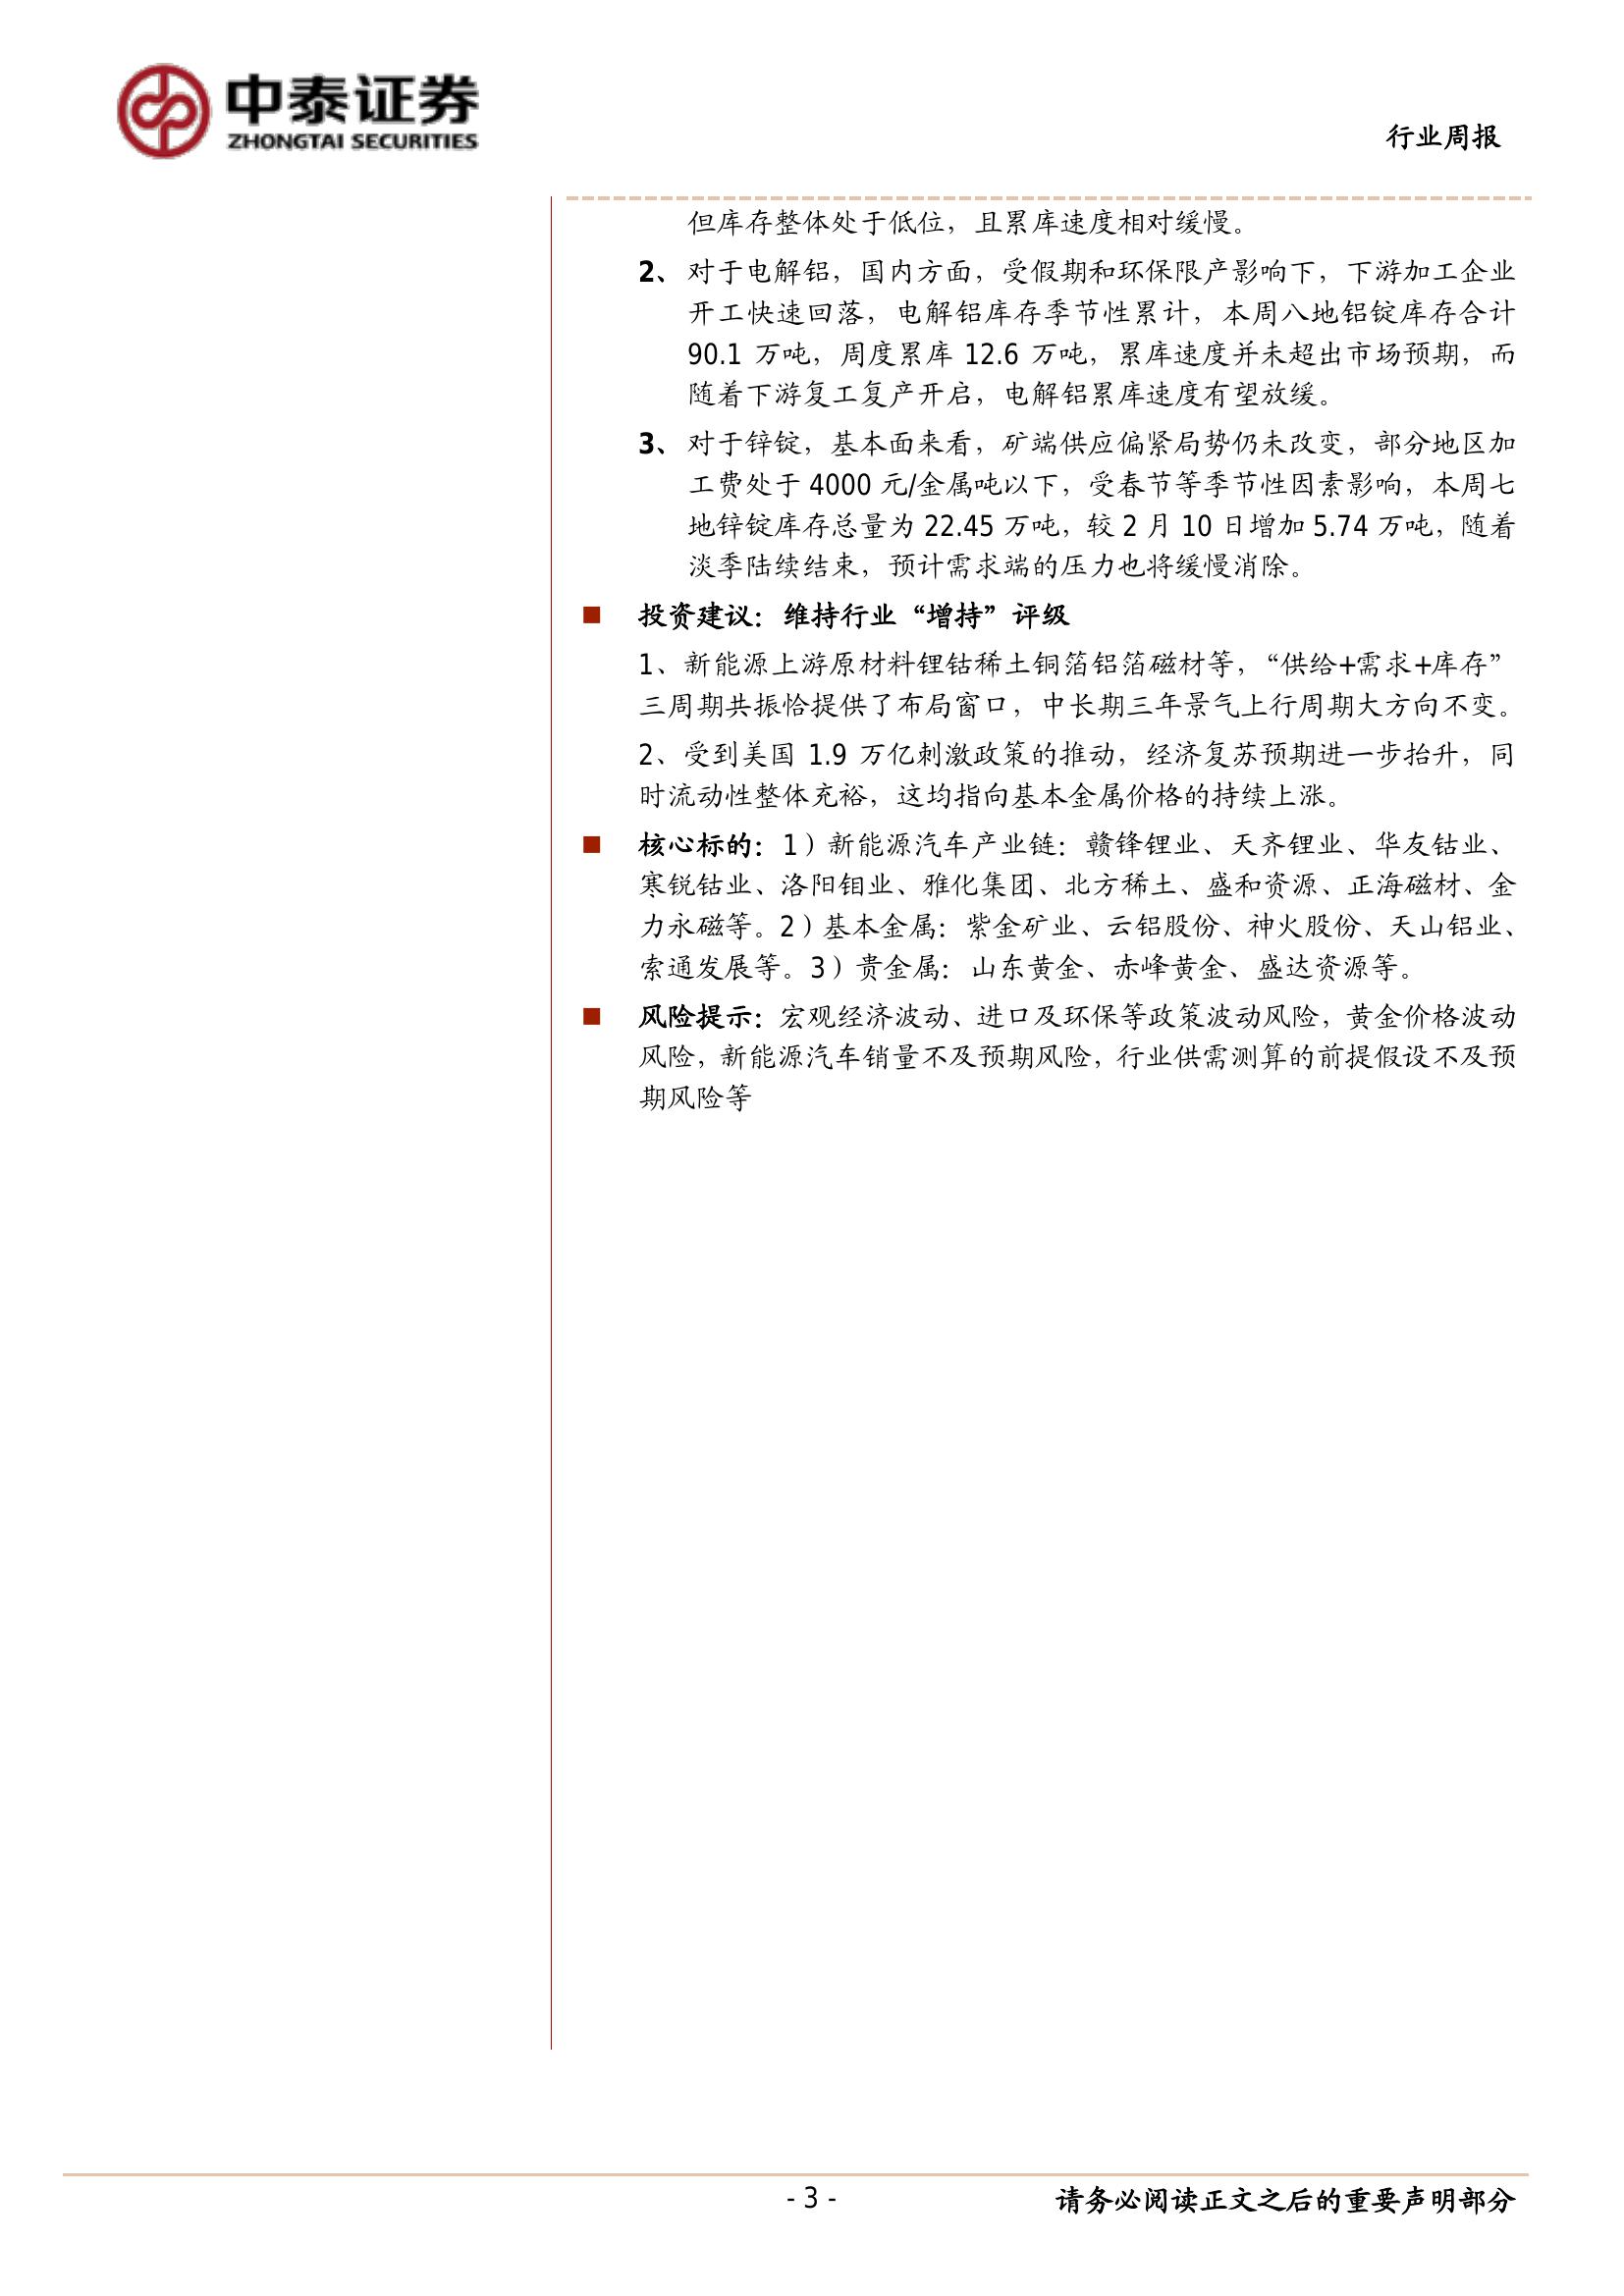 中泰证券
ZHONGTAI SECURITIES
行业周报
但库存整体处于低位，且累库速度相对缓慢。
2、对于电解铝，国内方面，受假期和环保限产影响下，下游加工企业
开工快速回落，电解铝库存季节性累计，本周八地铝锭库存合计
90.1 万吨，周度累库 12.6 万吨，累库速度并未超出市场预期，而
随着下游复工复产开启，电解铝累库速度有望放缓。
3、对于锌锭，基本面来看，矿端供应偏紧局势仍未改变，部分地区加
工费处于 4000 元/金属吨以下，受春节等季节性因素影响，本周七
地锌锭库存总量为 22.45 万吨，较 2 月 10 日增加 5.74 万吨，随着
淡季陆续结束，预计需求端的压力也将缓慢消除。
■ 投资建议：维持行业“增持”评级
1、新能源上游原材料锂钴稀土铜箔铝箔磁材等，“供给+需求+库存”
三周期共振恰提供了布局窗口，中长期三年景气上行周期大方向不变。
2、受到美国 1.9 万亿刺激政策的推动，经济复苏预期进一步抬升，同
时流动性整体充裕，这均指向基本金属价格的持续上涨。
■ 核心标的：1）新能源汽车产业链：赣锋锂业、天齐锂业、华友钴业、
寒锐钴业、洛阳钼业、雅化集团、北方稀土、盛和资源、正海磁材、金
力永磁等。2）基本金属：紫金矿业、云铝股份、神火股份、天山铝业、
索通发展等。3）贵金属：山东黄金、赤峰黄金、盛达资源等。
■ 风险提示：宏观经济波动、进口及环保等政策波动风险，黄金价格波动
风险，新能源汽车销量不及预期风险，行业供需测算的前提假设不及预
期风险等
- 3 -
请务必阅读正文之后的重要声明部分